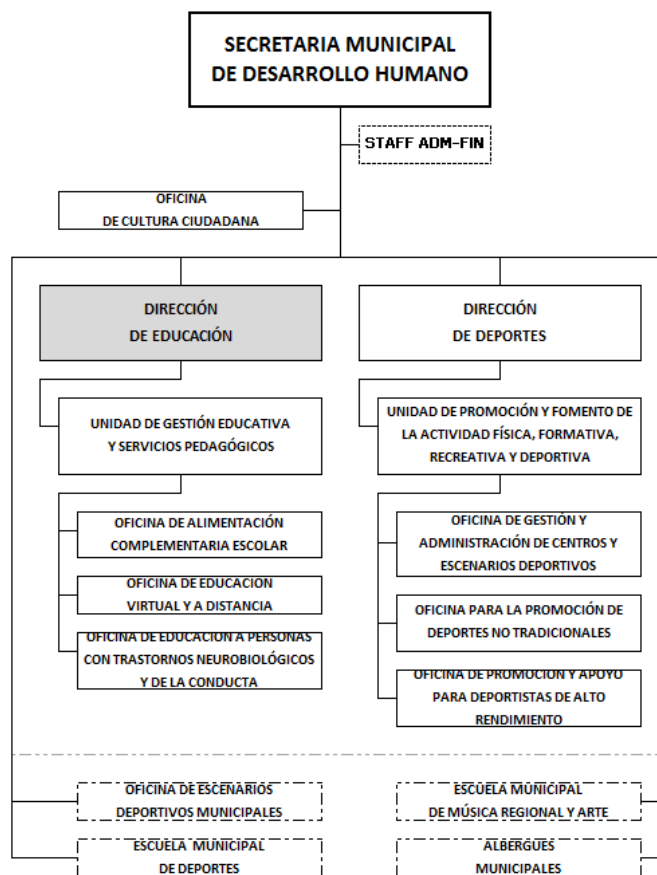 SECRETARIA MUNICIPAL
DE DESARROLLO HUMANO
STAFF ADM-FIN
OFICINA
DE CULTURA CIUDADANA
DIRECCIÓN
DE EDUCACIÓN
DIRECCIÓN
DE DEPORTES
UNIDAD DE GESTIÓN EDUCATIVA
Y SERVICIOS PEDAGÓGICOS
UNIDAD DE PROMOCIÓN Y FOMENTO DE
LA ACTIVIDAD FÍSICA, FORMATIVA,
RECREATIVA Y DEPORTIVA
OFICINA DE ALIMENTACIÓN
COMPLEMENTARIA ESCOLAR
OFICINA DE EDUCACION
VIRTUAL Y A DISTANCIA
OFICINA DE EDUCACION A PERSONAS
CON TRASTORNOS NEUROBIOLÓGICOS
Y DE LA CONDUCTA
OFICINA DE GESTIÓN Y
ADMINISTRACIÓN DE CENTROS Y
ESCENARIOS DEPORTIVOS
OFICINA PARA LA PROMOCIÓN DE
DEPORTES NO TRADICIONALES
OFICINA DE PROMOCION Y APOYO
PARA DEPORTISTAS DE ALTO
RENDIMIENTO
OFICINA DE ESCENARIOS
DEPORTIVOS MUNICIPALES
ESCUELA MUNICIPAL
DE MÚSICA REGIONAL Y ARTE
ESCUELA MUNICIPAL
DE DEPORTES
ALBERGUES
MUNICIPALES